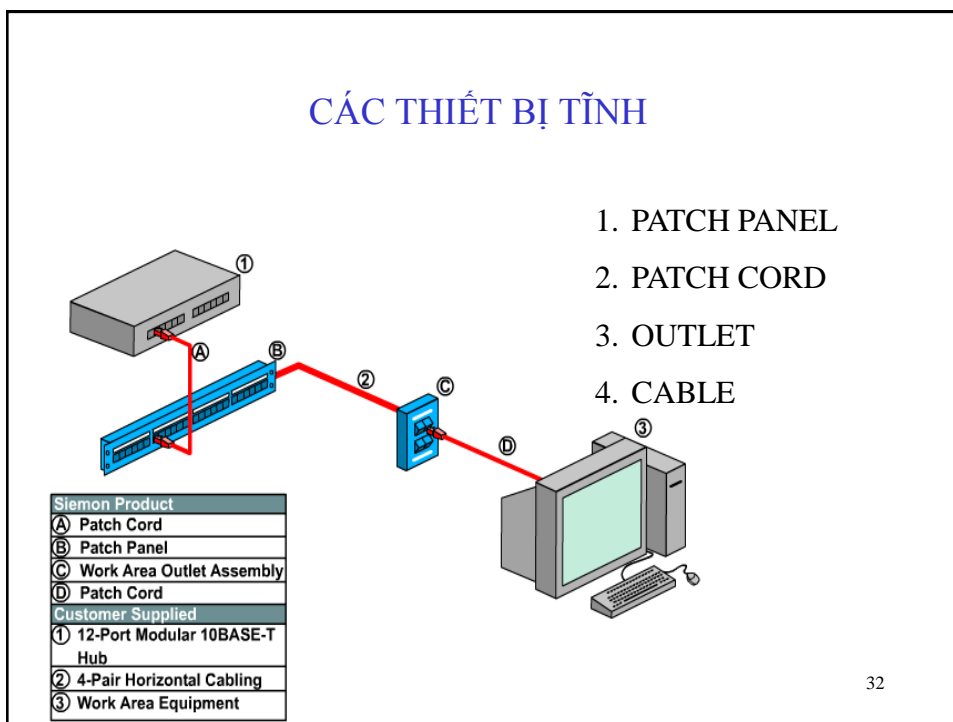 CÁC THIẾT BỊ TĨNH
1. PATCH PANEL
2. PATCH CORD
3. OUTLET
4. CABLE
1
A
B
2
C
D
3
Siemon Product
A Patch Cord
B Patch Panel
C Work Area Outlet Assembly
D Patch Cord
Customer Supplied
1 12-Port Modular 10BASE-T
Hub
2 4-Pair Horizontal Cabling
3 Work Area Equipment
32